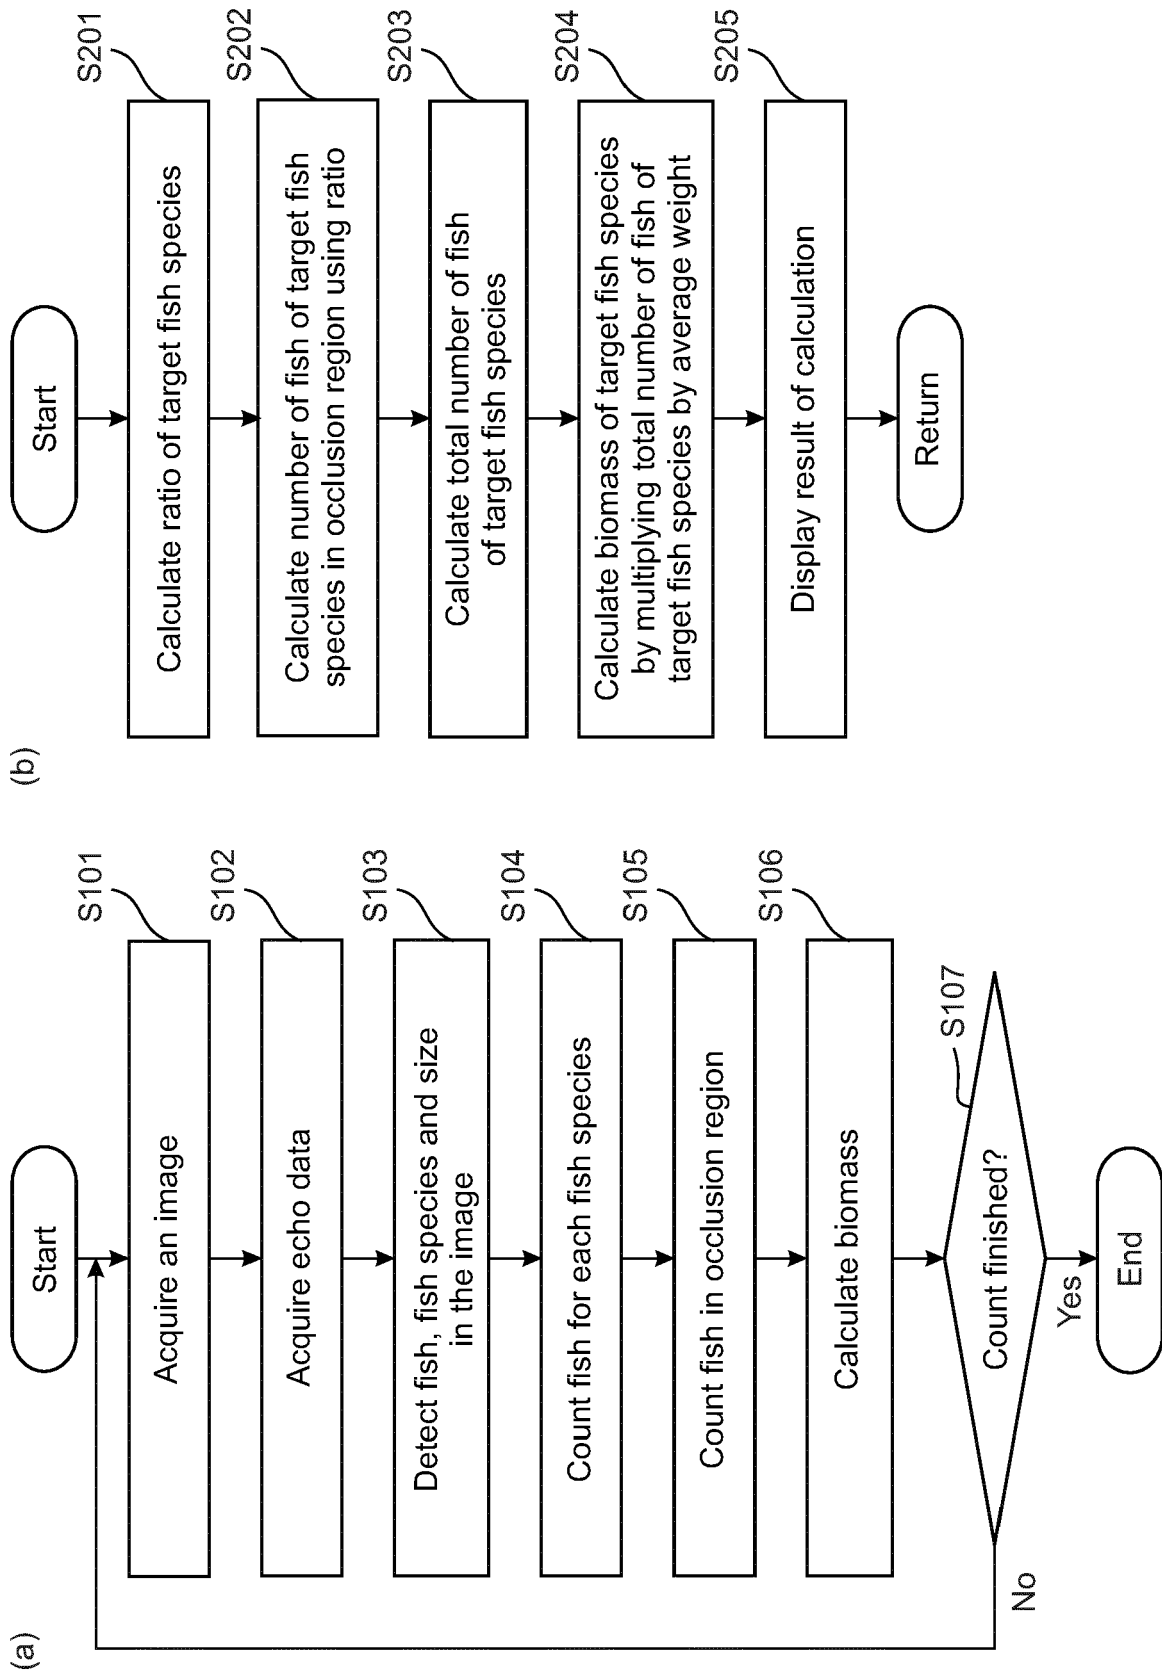 (a)
Start
S101
Acquire an image
S102
Acquire echo data
S103
Detect fish, fish species and size
in the image
S104
Count fish for each fish species
S105
Count fish in occlusion region
S106
Calculate biomass
S107
Count finished?
No
Yes
End
(b)
Start
S201
Calculate ratio of target fish species
S202
Calculate number of fish of target fish
species in occlusion region using ratio
S203
Calculate total number of fish
of target fish species
S204
Calculate biomass of target fish species
by multiplying total number of fish of
target fish species by average weight
S205
Display result of calculation
Return